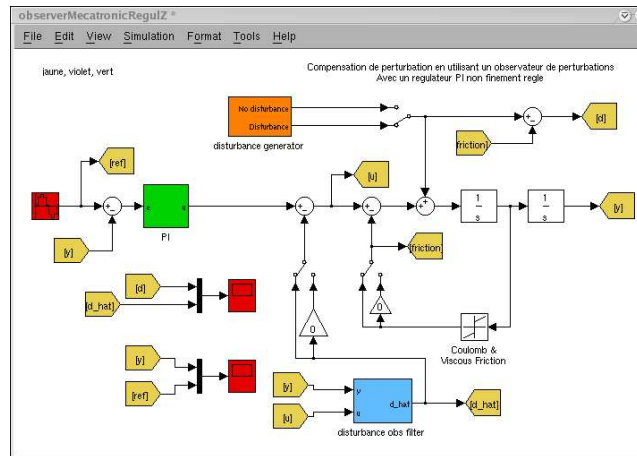 observerMecatronicRegulZ *
File Edit View Simulation Format Tools Help
jaune, violet, vert
Compensation de perturbation en utilisant un observateur de perturbations
Avec un regulateur PI non finement regle
No disturbance
Disturbance
disturbance generator
[d]
friction]
[ref]
[u]
[y]
PI
1
s
1
s
[y]
[friction]
[d]
[d_hat]
0
0
Coulomb &
Viscous Friction
[y]
[ref]
[y]
[u]
y
u
d_hat
[d_hat]
disturbance obs filter